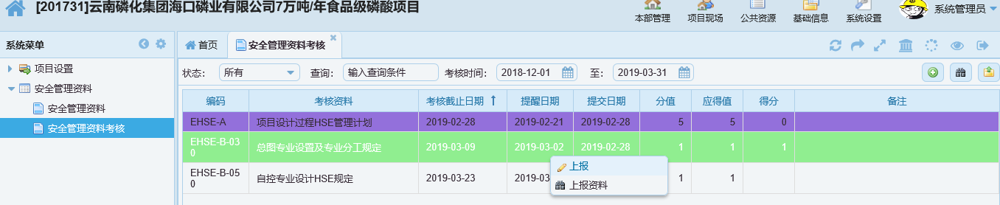 [201731]云南磷化集团海口磷业有限公司7万吨/年食品级磷酸项目
本部管理 项目现场 公共资源 基础信息 系统设置 系统管理员
系统菜单
首页 安全管理资料考核
项目设置
安全管理资料
安全管理资料
安全管理资料考核
状态: 所有 查询: 输入查询条件 考核时间: 2018-12-01 至: 2019-03-31
编码 考核资料 考核截止日期 提醒日期 提交日期 分值 应得值 得分 备注
EHSE-A 项目设计过程HSE管理计划 2019-02-28 2019-02-21 2019-02-28 5 5 0
EHSE-B-03
0 总图专业设置及专业分工规定 2019-03-09 2019-03-02 2019-02-28 1 1 1
EHSE-B-05
0 自控专业设计HSE规定 2019-03-23 2019-03 1 1
上报
上报资料